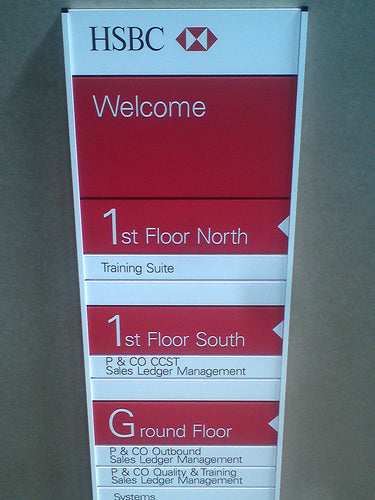 HSBC
Welcome
1st Floor North
Training Suite
1st Floor South
P & CO CCST
Sales Ledger Management
Ground Floor
P & CO Outbound
Sales Ledger Management
P & CO Quality & Training
Sales Ledger Management
Systems